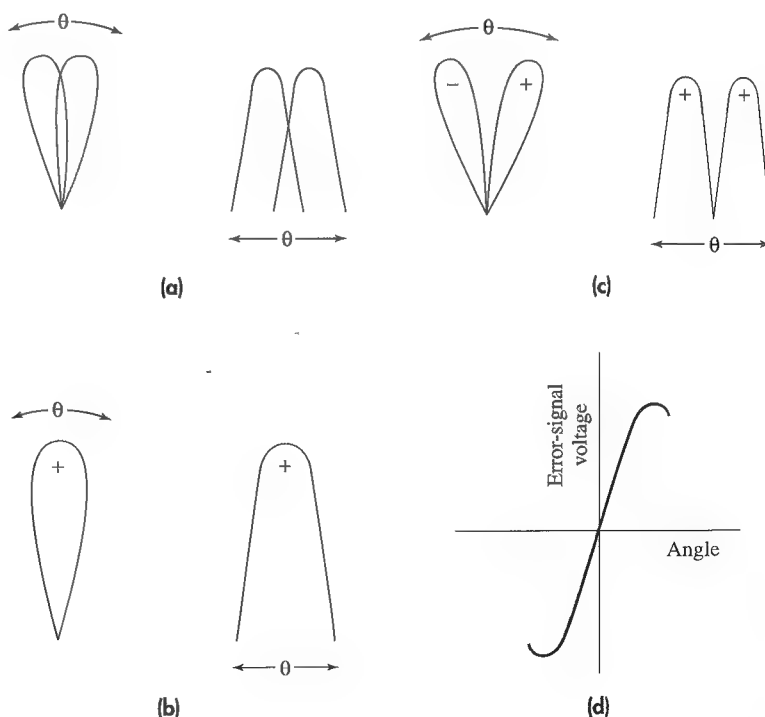 θ
θ
(a)
θ
- +
+ +
θ
(c)
θ
+
+
θ
(b)
Error-signal
voltage
Angle
(d)